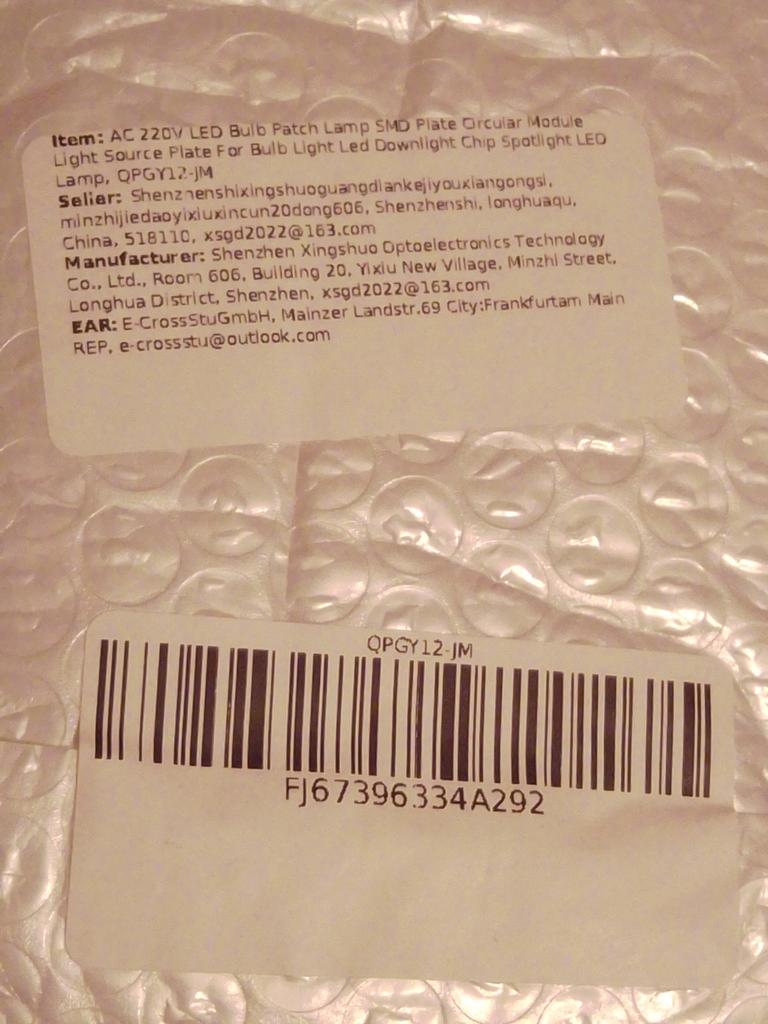 Item: AC 220V LED Bulb Patch Lamp SMD Plate Circular Module
Light Source Plate For Bulb Light Led Downlight Chip Spotlight LED
Lamp, QPGY12-JM
Seller: Shenzhenshixingshuoguangdiankejiyouxiangongsi,
minzhijiedaoyixiuxincun20dong606, Shenzhenshi, longhuaqu,
China, 518110, xsgd2022@163.com
Manufacturer: Shenzhen Xingshuo Optoelectronics Technology
Co., Ltd., Room 606, Building 20, Yixiu New Village, Minzhi Street,
Longhua District, Shenzhen, xsgd2022@163.com
EAR: E-CrossStuGmbH, Mainzer Landstr.69 City:Frankfurtam Main
REP, e-crossstu@outlook.com
QPGY12-JM
FJ67396334A292